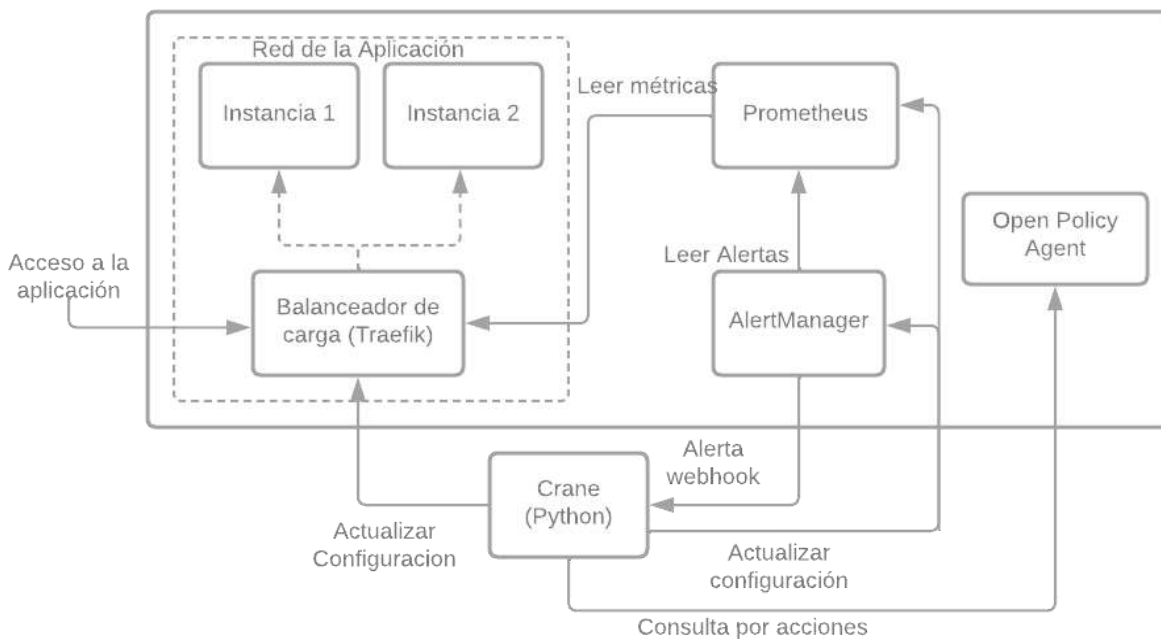 Red de la Aplicación
Instancia 1
Instancia 2
Leer métricas
Prometheus
Open Policy
Agent
Acceso a la
aplicación
Balanceador de
carga (Traefik)
Leer Alertas
AlertManager
Alerta
webhook
Crane
(Python)
Actualizar
Configuracion
Actualizar
configuración
Consulta por acciones